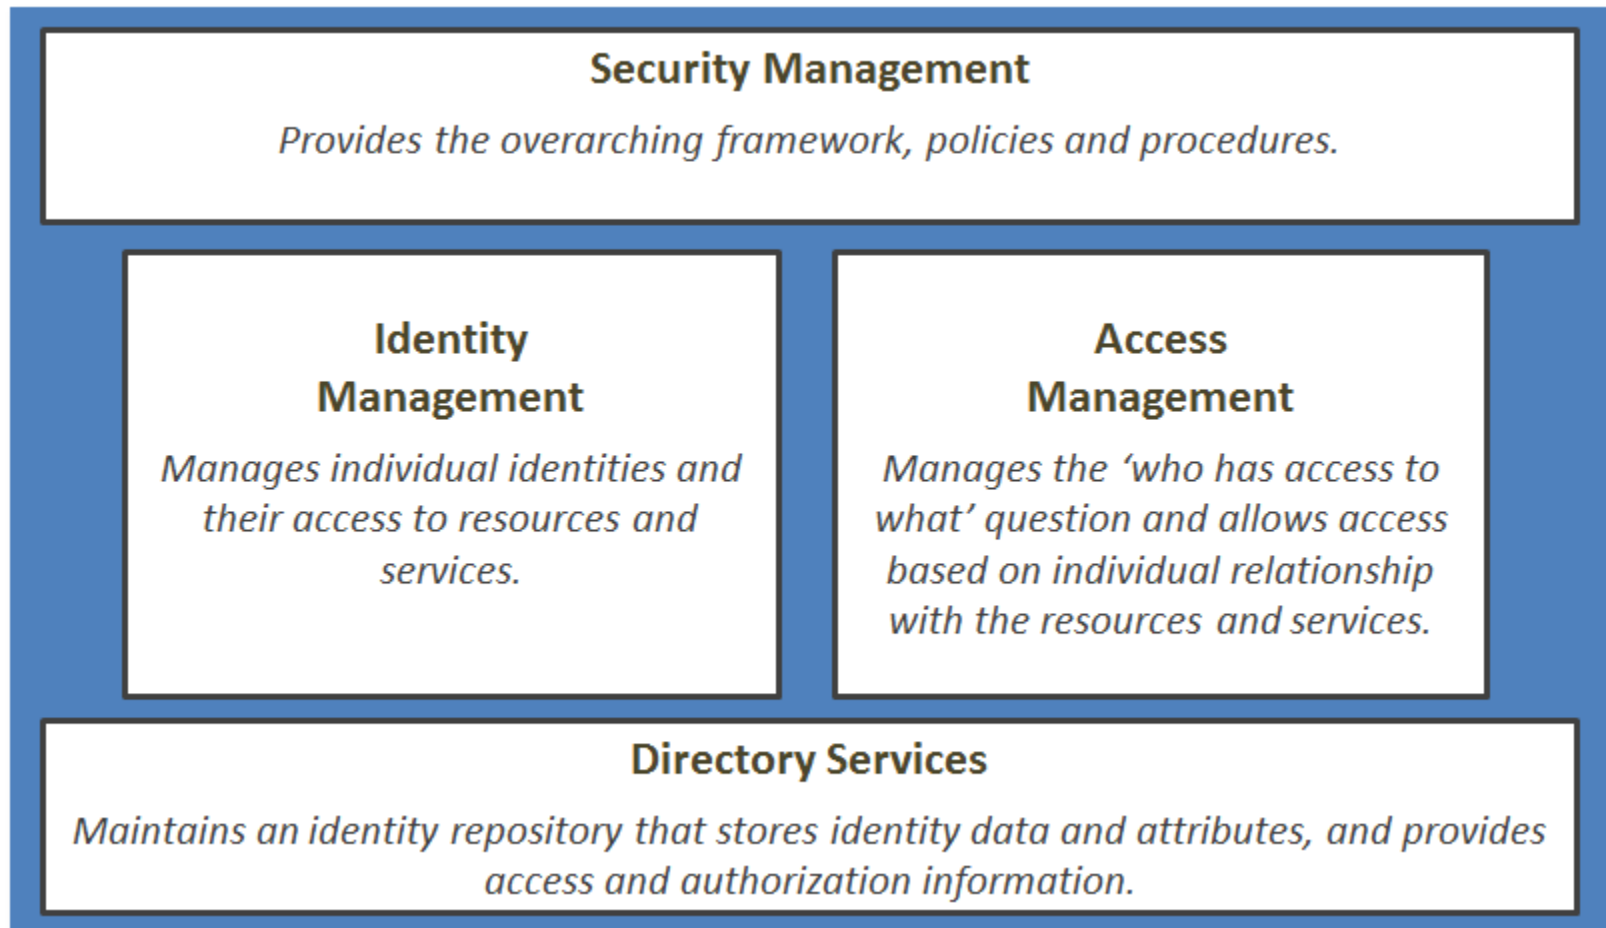 Security Management
Provides the overarching framework, policies and procedures.
Identity
Management
Manages individual identities and
their access to resources and
services.
Access
Management
Manages the ‘who has access to
what’ question and allows access
based on individual relationship
with the resources and services.
Directory Services
Maintains an identity repository that stores identity data and attributes, and provides
access and authorization information.